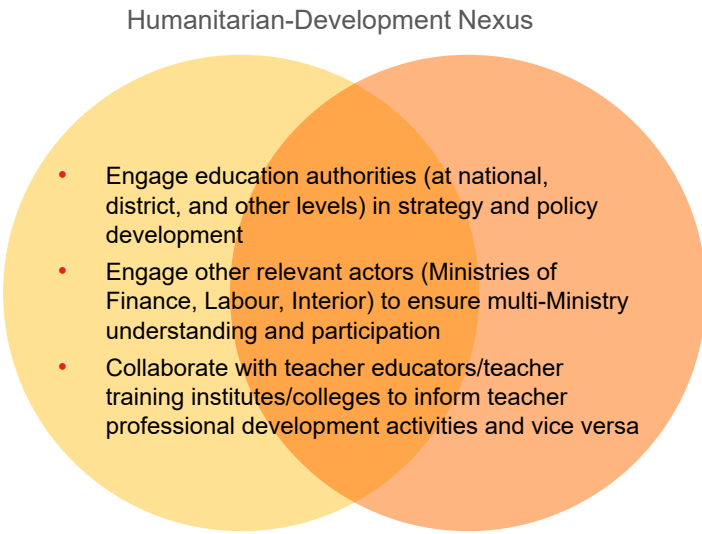 Humanitarian-Development Nexus
• Engage education authorities (at national,
district, and other levels) in strategy and policy
development
• Engage other relevant actors (Ministries of
Finance, Labour, Interior) to ensure multi-Ministry
understanding and participation
• Collaborate with teacher educators/teacher
training institutes/colleges to inform teacher
professional development activities and vice versa